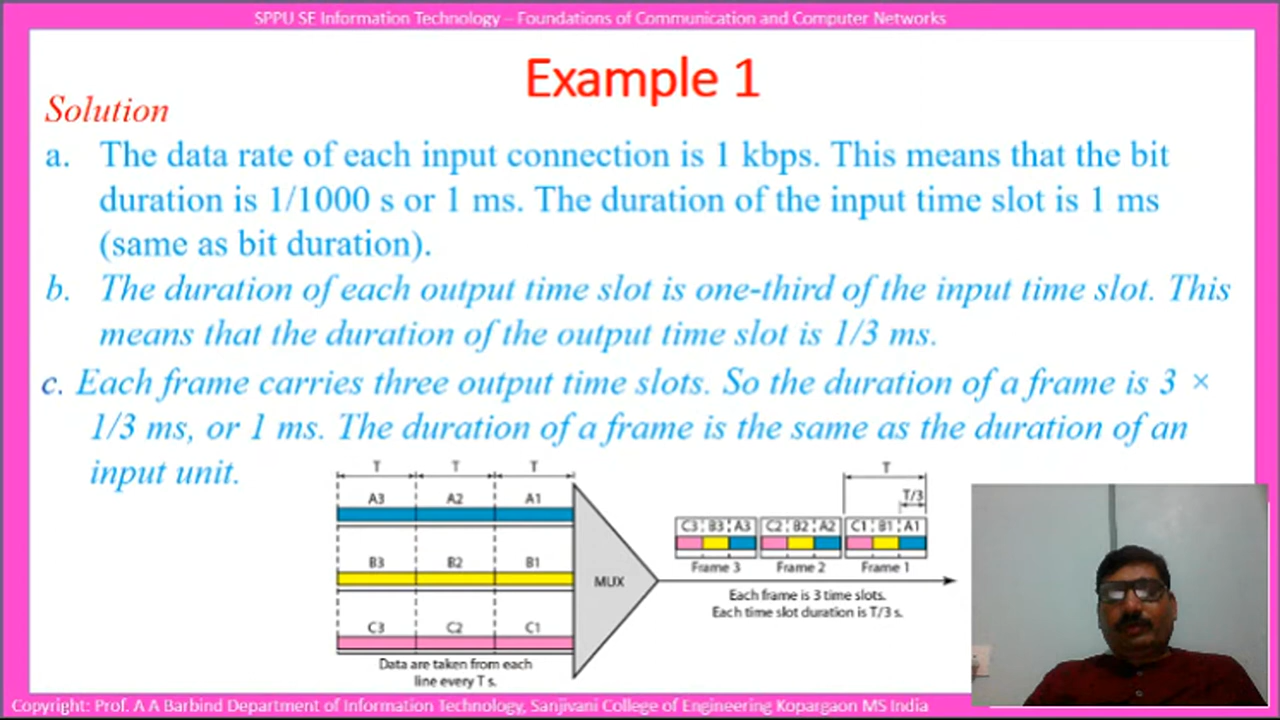 SPPU SE Information Technology – Foundations of Communication and Computer Networks
Example 1
Solution
a. The data rate of each input connection is 1 kbps. This means that the bit
duration is 1/1000 s or 1 ms. The duration of the input time slot is 1 ms
(same as bit duration).
b. The duration of each output time slot is one-third of the input time slot. This
means that the duration of the output time slot is 1/3 ms.
c. Each frame carries three output time slots. So the duration of a frame is 3 ×
1/3 ms, or 1 ms. The duration of a frame is the same as the duration of an
input unit.
T T T
A3 A2 A1
B3 B2 B1
C3 C2 C1
Data are taken from each
line every T s.
MUX
T
T/3
C3 B3 A3 C2 B2 A2 C1 B1 A1
Frame 3 Frame 2 Frame 1
Each frame is 3 time slots.
Each time slot duration is T/3 s.
Copyright: Prof. A A Barbind Department of Information Technology, Sanjivani College of Engineering Kopargaon MS India